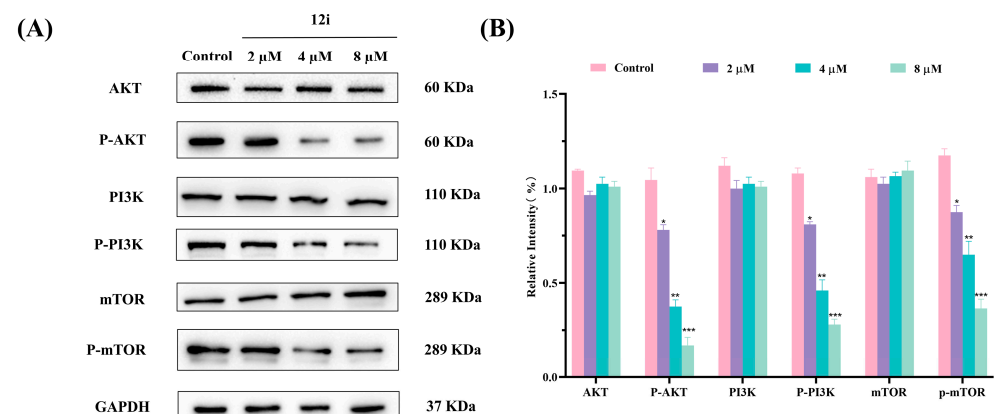 (A)
12i
Control 2 μM 4 μM 8 μM
AKT 60 KDa
P-AKT 60 KDa
PI3K 110 KDa
P-PI3K 110 KDa
mTOR 289 KDa
P-mTOR 289 KDa
GAPDH 37 KDa
(B)
Control 2 μM 4 μM 8 μM
Relative Intensity（%）
1.5
1.0
0.5
0.0
* ** ***
* ** ***
* ** ***
AKT P-AKT PI3K P-PI3K mTOR p-mTOR